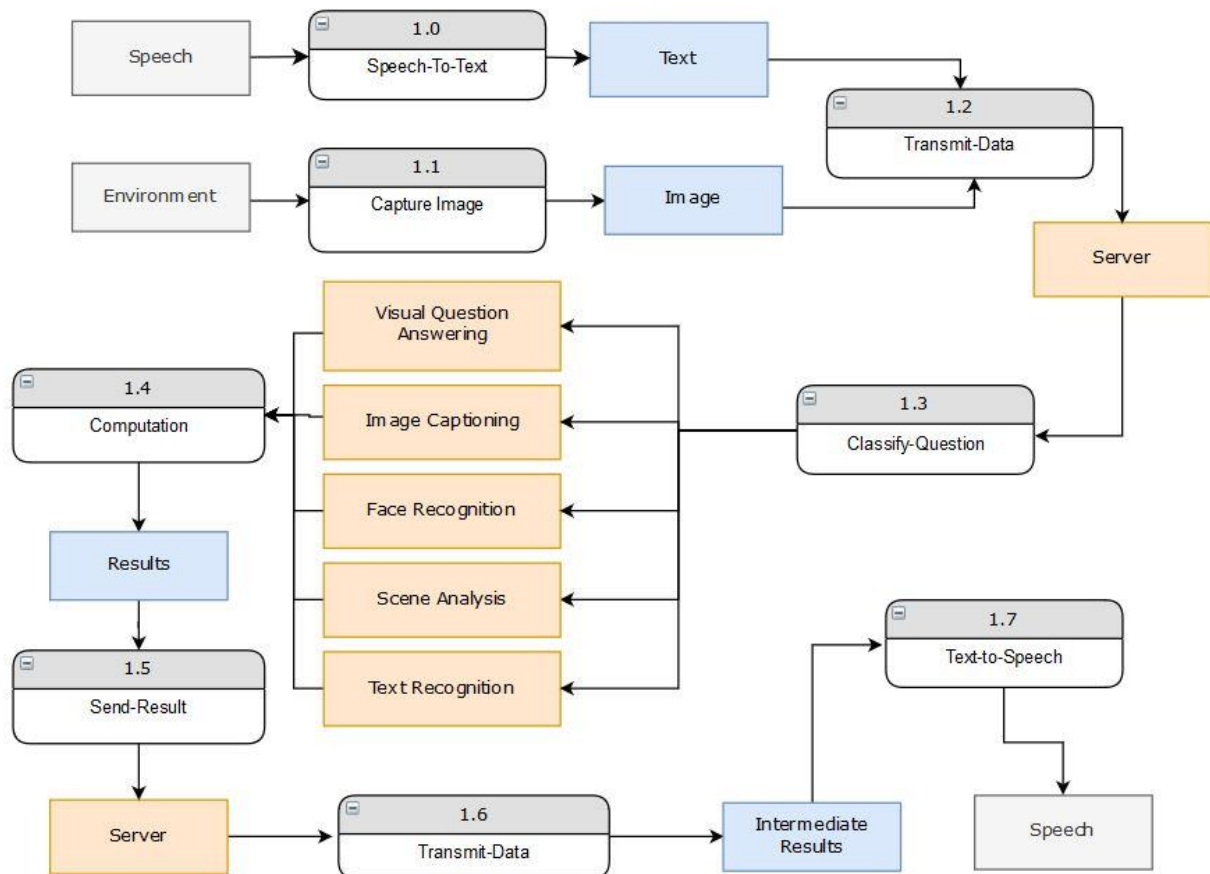 1.0
Speech
Speech-To-Text
Text
1.2
Transmit-Data
1.1
Environment
Capture Image
Image
Server
Visual Question
Answering
1.4
Computation
Image Captioning
1.3
Classify-Question
Face Recognition
Results
Scene Analysis
1.7
Text-to-Speech
1.5
Send-Result
Text Recognition
Server
1.6
Transmit-Data
Intermediate
Results
Speech